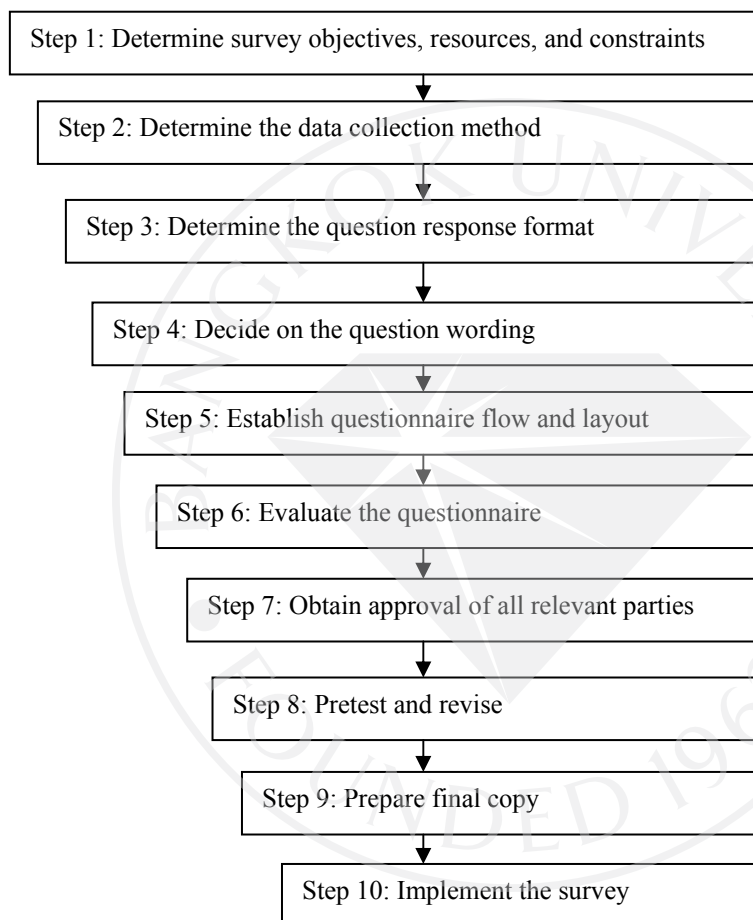 Step 1: Determine survey objectives, resources, and constraints
Step 2: Determine the data collection method
Step 3: Determine the question response format
Step 4: Decide on the question wording
Step 5: Establish questionnaire flow and layout
Step 6: Evaluate the questionnaire
Step 7: Obtain approval of all relevant parties
Step 8: Pretest and revise
Step 9: Prepare final copy
Step 10: Implement the survey
BANGKOK
FOUNDED